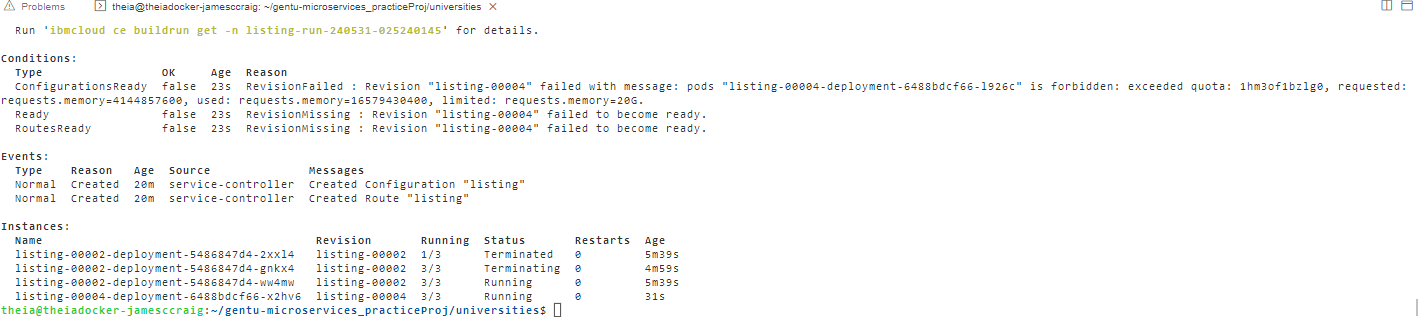 Problems theia@theiadocker-jamesccraig: ~/gentu-microservices_practiceProj/universities
Run 'ibmcloud ce buildrun get -n listing-run-240531-025240145' for details.
Conditions:
Type OK Age Reason
ConfigurationsReady false 23s RevisionFailed : Revision "listing-00004" failed with message: pods "listing-00004-deployment-6488bdcf66-l926c" is forbidden: exceeded quota: 1hm3of1bzlg0, requested:
requests.memory=4144857600, used: requests.memory=16579430400, limited: requests.memory=20G.
Ready false 23s RevisionMissing : Revision "listing-00004" failed to become ready.
RoutesReady false 23s RevisionMissing : Revision "listing-00004" failed to become ready.
Events:
Type Reason Age Source Messages
Normal Created 20m service-controller Created Configuration "listing"
Normal Created 20m service-controller Created Route "listing"
Instances:
Name Revision Running Status Restarts Age
listing-00002-deployment-5486847d4-2xxl4 listing-00002 1/3 Terminated 0 5m39s
listing-00002-deployment-5486847d4-gnkx4 listing-00002 3/3 Terminating 0 4m59s
listing-00002-deployment-5486847d4-ww4mw listing-00002 3/3 Running 0 5m39s
listing-00004-deployment-6488bdcf66-x2hv6 listing-00004 3/3 Running 0 31s
theia@theiadocker-jamesccraig:~/gentu-microservices_practiceProj/universities$